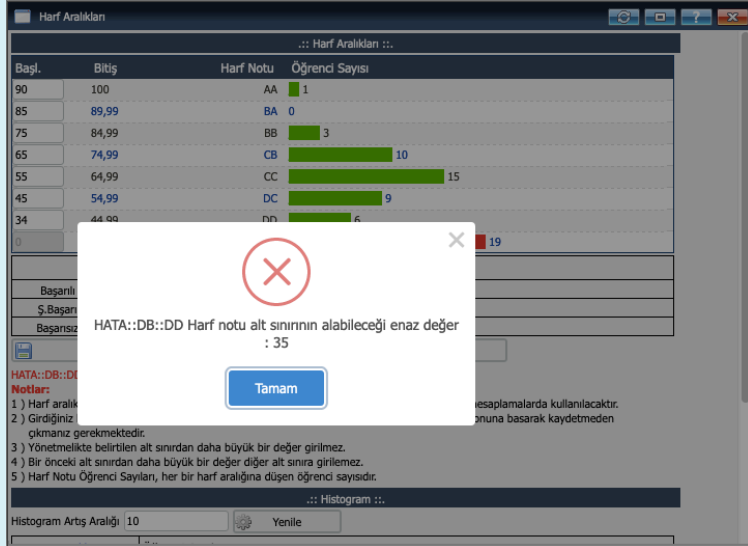 Harf Aralıkları
.:: Harf Aralıkları ::.
Başl. Bitiş Harf Notu Öğrenci Sayısı
90 100 AA 1
85 89,99 BA 0
75 84,99 BB 3
65 74,99 CB 10
55 64,99 CC 15
45 54,99 DC 9
34 44,99 DD 6
0 19
HATA::DB::DD Harf notu alt sınırının alabileceği enaz değer
: 35
Tamam
Başarılı
Ş.Başarı
Başarısız
HATA::DB::DD
Notlar:
1 ) Harf aralık hesaplamalarda kullanılacaktır.
2 ) Girdiğiniz onuna basarak kaydetmeden
çıkmanız gerekmektedir.
3 ) Yönetmelikte belirtilen alt sınırdan daha büyük bir değer girilmez.
4 ) Bir önceki alt sınırdan daha büyük bir değer diğer alt sınıra girilemez.
5 ) Harf Notu Öğrenci Sayıları, her bir harf aralığına düşen öğrenci sayısıdır.
.:: Histogram ::.
Histogram Artış Aralığı 10 Yenile